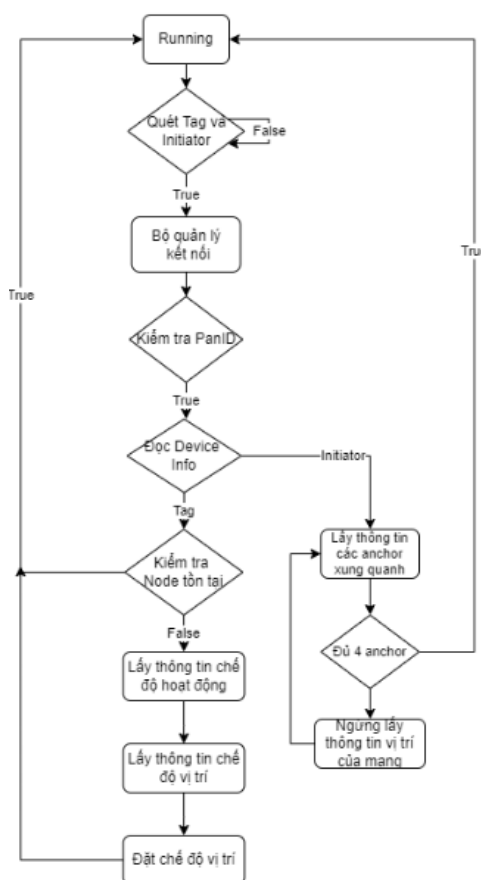 Running
Quét Tag và
Initiator
False
True
Bộ quản lý
kết nối
Kiểm tra PanID
True
True
Tru
Đọc Device
Info
Initiator
Tag
Lấy thông tin
các anchor
xung quanh
Kiểm tra
Node tồn tại
False
Đủ 4 anchor
Lấy thông tin chế
độ hoạt động
Ngừng lấy
thông tin vị trí
của mạng
Lấy thông tin chế
độ vị trí
Đặt chế độ vị trí